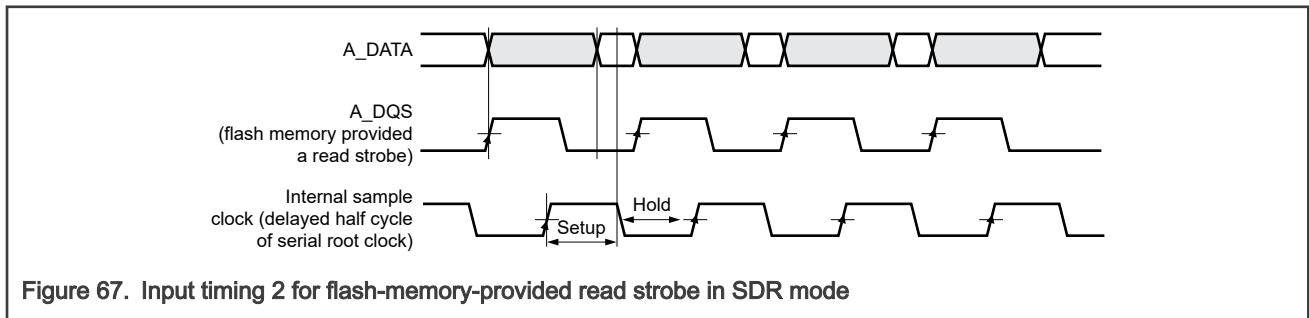 A_DATA
A_DQS
(flash memory provided
a read strobe)
Internal sample
clock (delayed half cycle
of serial root clock)
Setup
Hold
Figure 67. Input timing 2 for flash-memory-provided read strobe in SDR mode